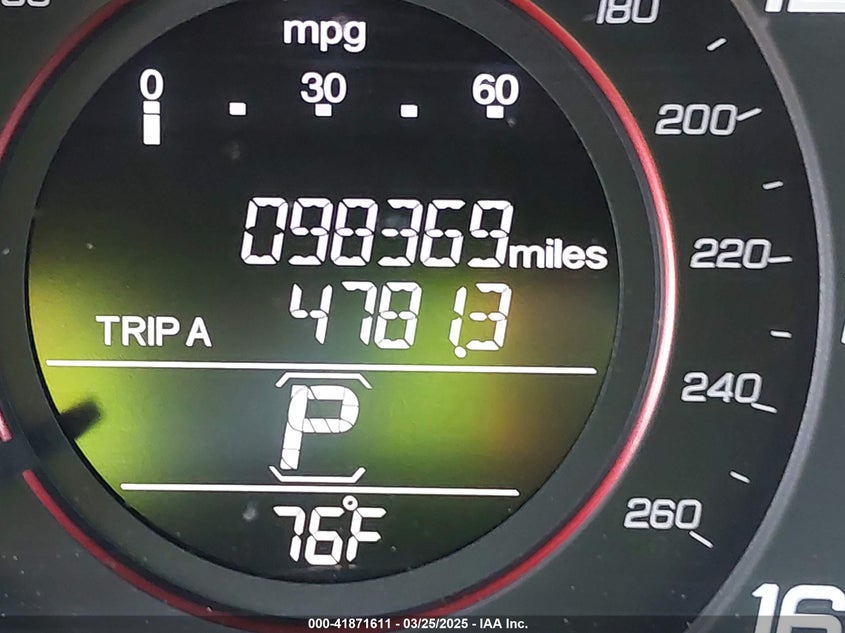 mpg
0 30 60
098369 miles
TRIP A 4781.3
P
76°F
180
200
220
240
260
16
000-41871611 - 03/25/2025 - IAA Inc.